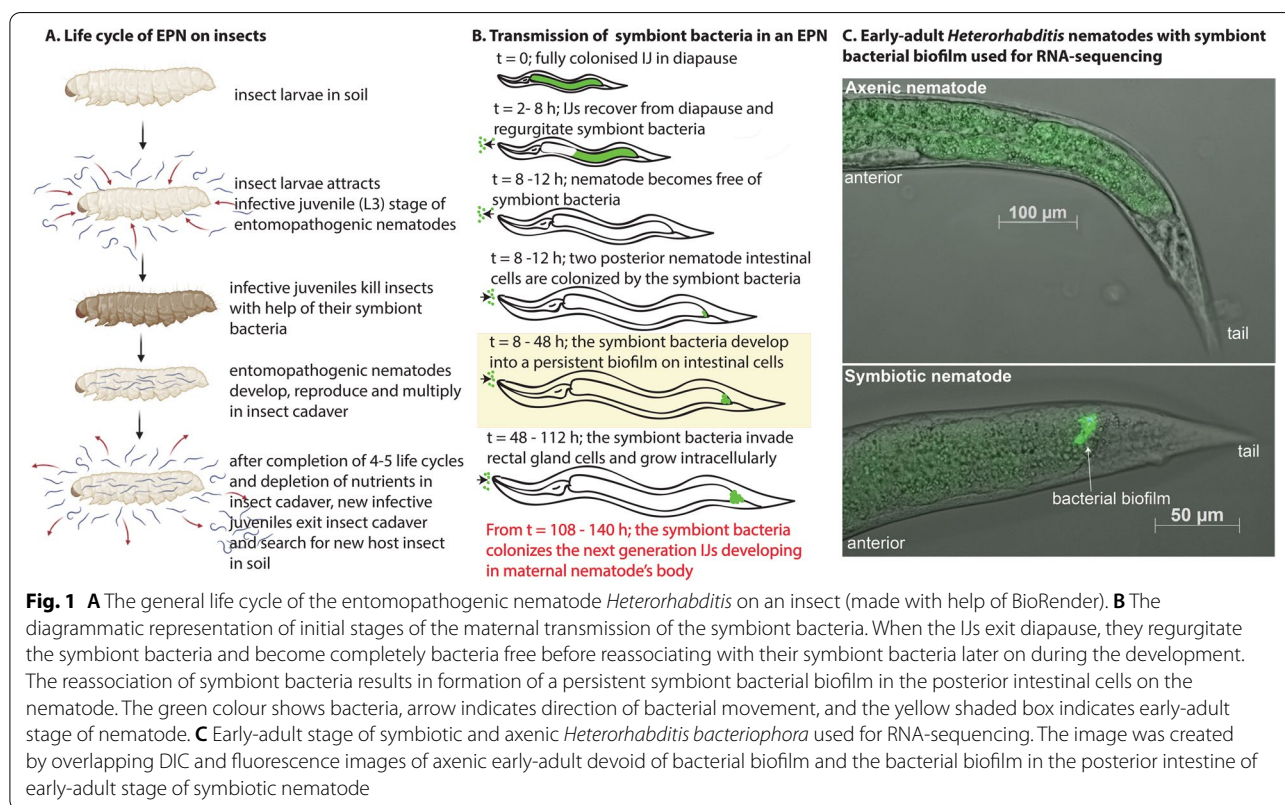 A. Life cycle of EPN on insects
insect larvae in soil
insect larvae attracts
infective juvenile (L3) stage of
entomopathogenic nematodes
infective juveniles kill insects
with help of their symbiont
bacteria
entomopathogenic nematodes
develop, reproduce and multiply
in insect cadaver
after completion of 4-5 life cycles
and depletion of nutrients in
insect cadaver, new infective
juveniles exit insect cadaver
and search for new host insect
in soil
B. Transmission of symbiont bacteria in an EPN
t = 0; fully colonised IJ in diapause
t = 2- 8 h; IJs recover from diapause and
regurgitate symbiont bacteria
t = 8 -12 h; nematode becomes free of
symbiont bacteria
t = 8 -12 h; two posterior nematode intestinal
cells are colonized by the symbiont bacteria
t = 8 - 48 h; the symbiont bacteria develop
into a persistent biofilm on intestinal cells
t = 48 - 112 h; the symbiont bacteria invade
rectal gland cells and grow intracellularly
From t = 108 - 140 h; the symbiont bacteria
colonizes the next generation IJs developing
in maternal nematode's body
C. Early-adult Heterorhabditis nematodes with symbiont
bacterial biofilm used for RNA-sequencing
Axenic nematode
anterior
100 µm
tail
Symbiotic nematode
tail
bacterial biofilm
50 µm
anterior
Fig. 1 A The general life cycle of the entomopathogenic nematode Heterorhabditis on an insect (made with help of BioRender). B The
diagrammatic representation of initial stages of the maternal transmission of the symbiont bacteria. When the IJs exit diapause, they regurgitate
the symbiont bacteria and become completely bacteria free before reassociating with their symbiont bacteria later on during the development.
The reassociation of symbiont bacteria results in formation of a persistent symbiont bacterial biofilm in the posterior intestinal cells on the
nematode. The green colour shows bacteria, arrow indicates direction of bacterial movement, and the yellow shaded box indicates early-adult
stage of nematode. C Early-adult stage of symbiotic and axenic Heterorhabditis bacteriophora used for RNA-sequencing. The image was created
by overlapping DIC and fluorescence images of axenic early-adult devoid of bacterial biofilm and the bacterial biofilm in the posterior intestine of
early-adult stage of symbiotic nematode